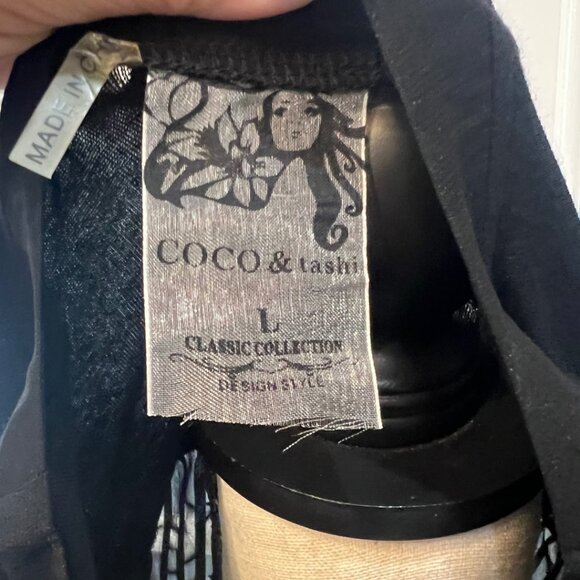 MADE IN
COCO & tashi
L
CLASSIC COLLECTION
DESIGN STYLE